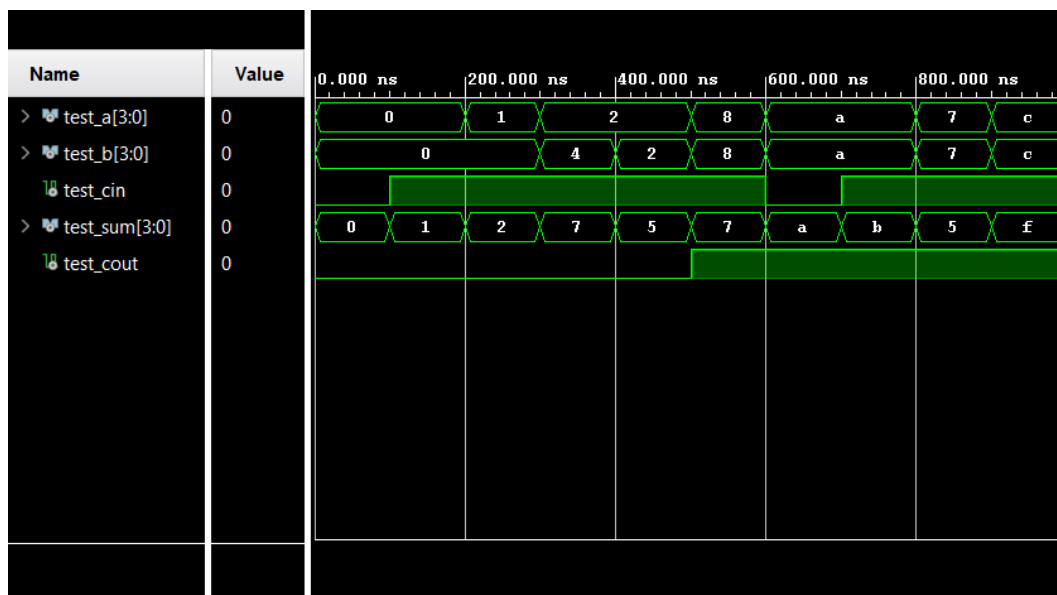 Name Value 0.000 ns 200.000 ns 400.000 ns 600.000 ns 800.000 ns
test_a[3:0] 0 0 1 2 8 a 7 c
test_b[3:0] 0 0 4 2 8 a 7 c
test_cin 0
test_sum[3:0] 0 0 1 2 7 5 7 a b 5 f
test_cout 0